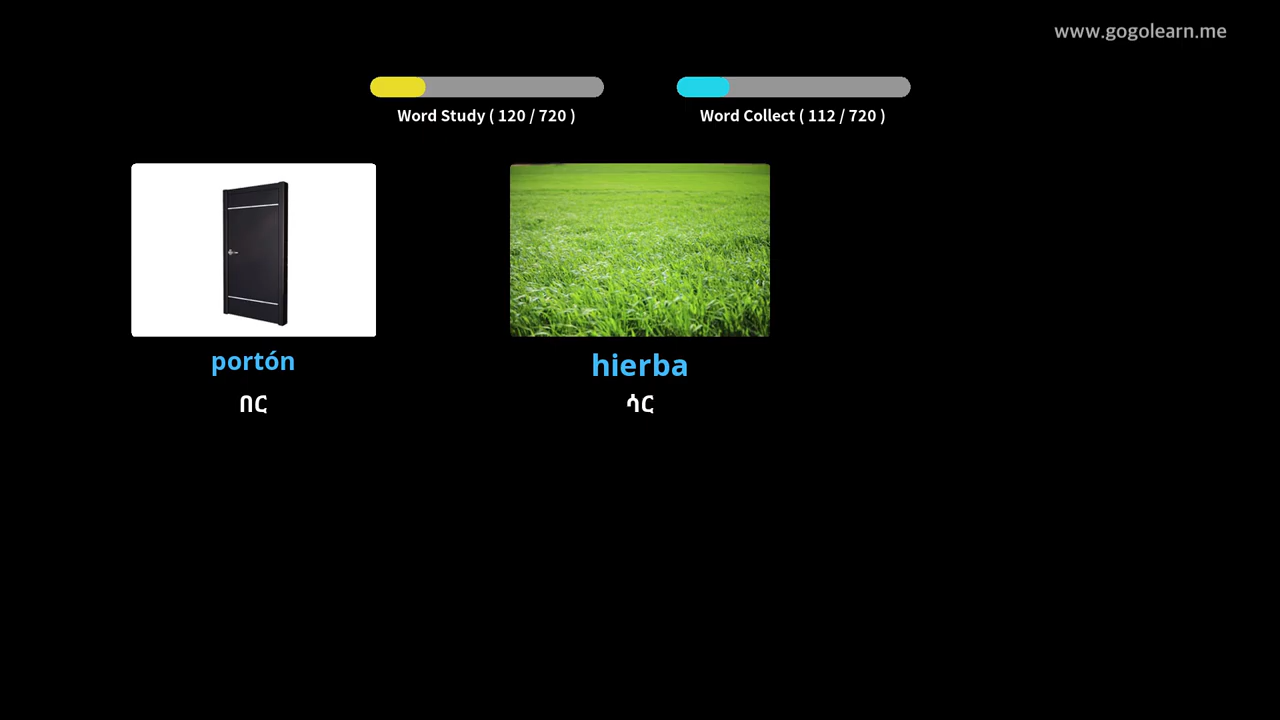 www.gogolearn.me
Word Study ( 120 / 720 )
Word Collect ( 112 / 720 )
portón
hierba
በር
ሳር